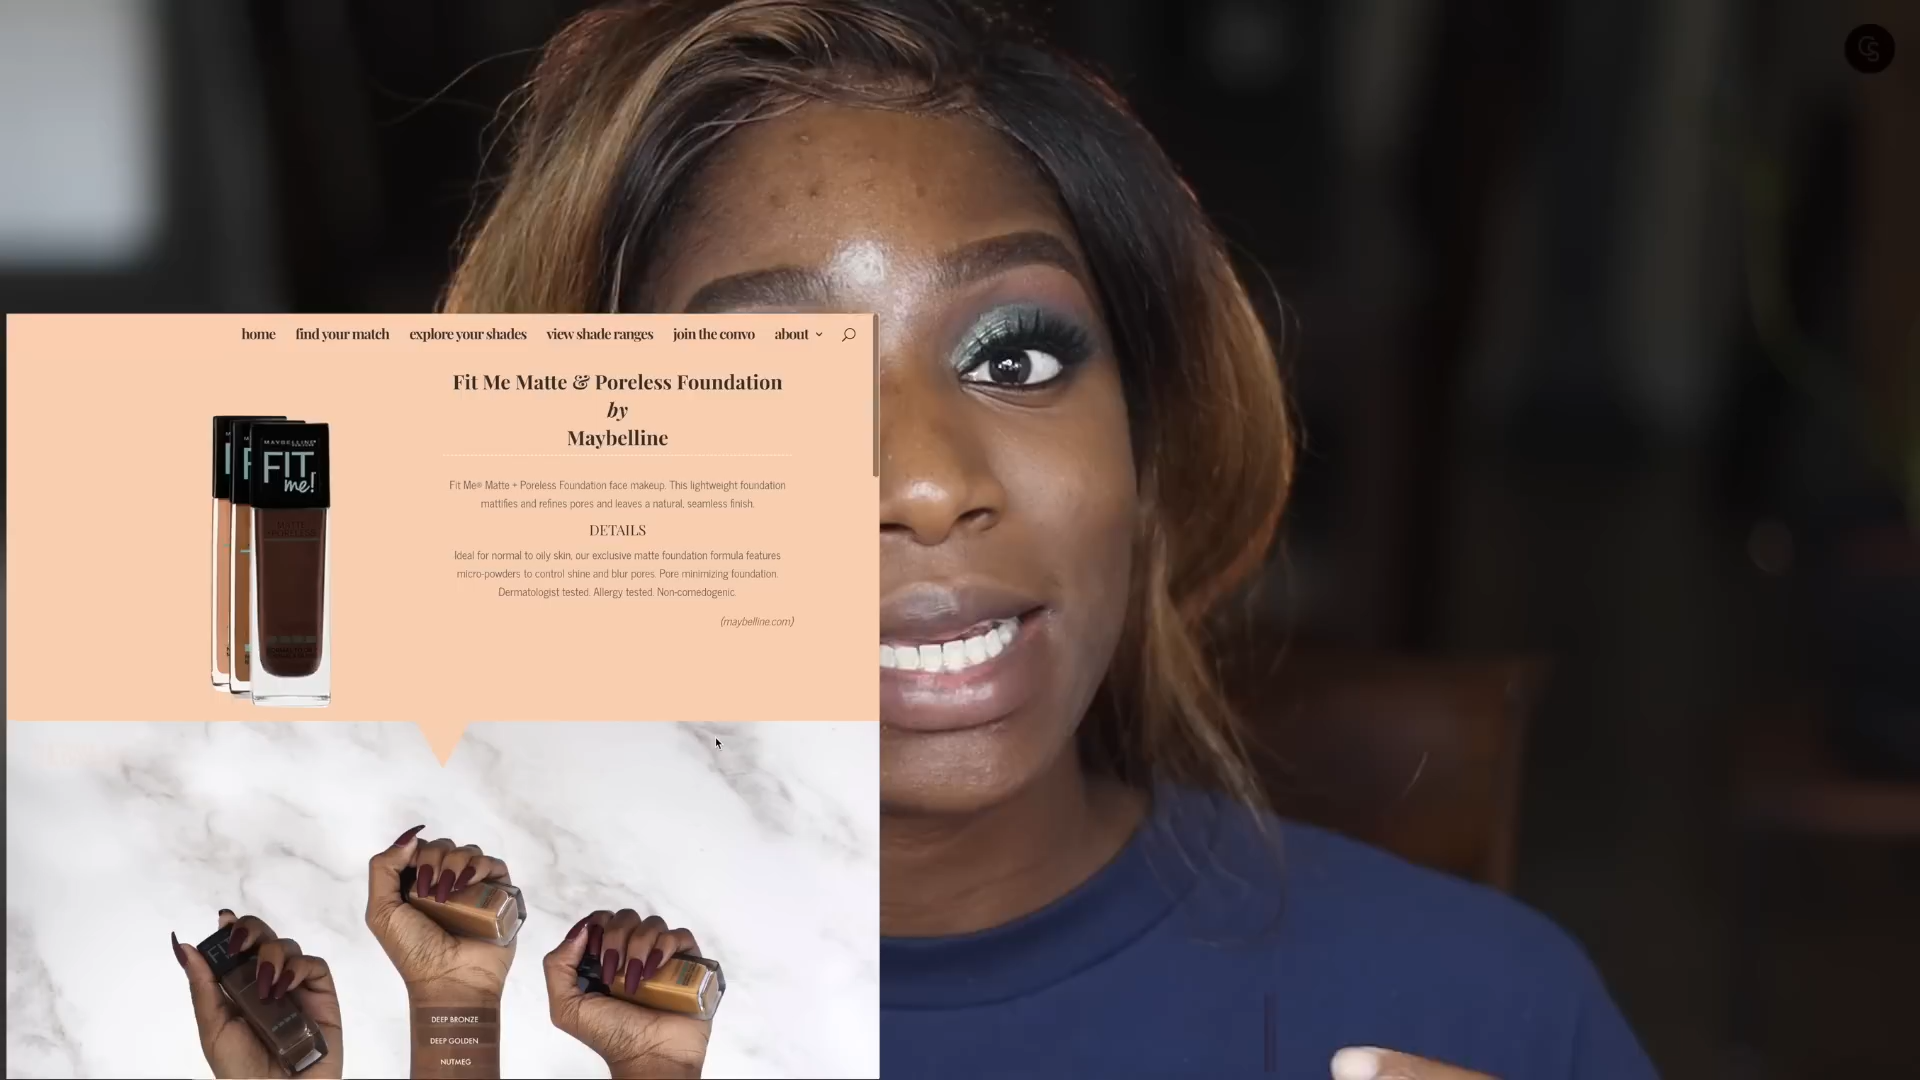 home find your match explore your shades view shade ranges join the convo about
Fit Me Matte & Poreless Foundation
by
Maybelline
Fit Me® Matte + Poreless Foundation face makeup. This lightweight foundation
mattifies and refines pores and leaves a natural, seamless finish.
DETAILS
Ideal for normal to oily skin, our exclusive matte foundation formula features
micro-powders to control shine and blur pores. Pore minimizing foundation.
Dermatologist tested. Allergy tested. Non-comedogenic.
(maybelline.com)
MAYBELLINE
FIT
me!
MATTE
+PORELESS
FIT
DEEP BRONZE
DEEP GOLDEN
NUTMEG
CS